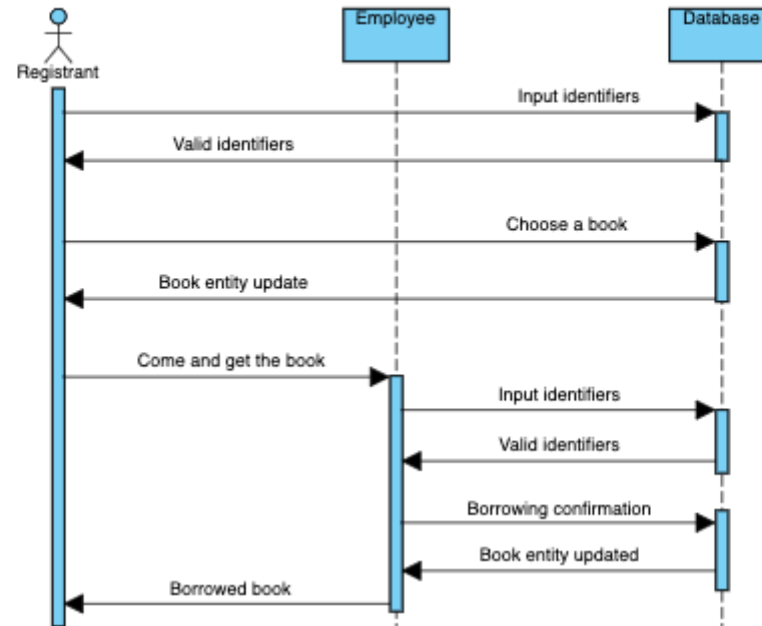 Employee
Database
Registrant
Input identifiers
Valid identifiers
Choose a book
Book entity update
Come and get the book
Input identifiers
Valid identifiers
Borrowing confirmation
Book entity updated
Borrowed book